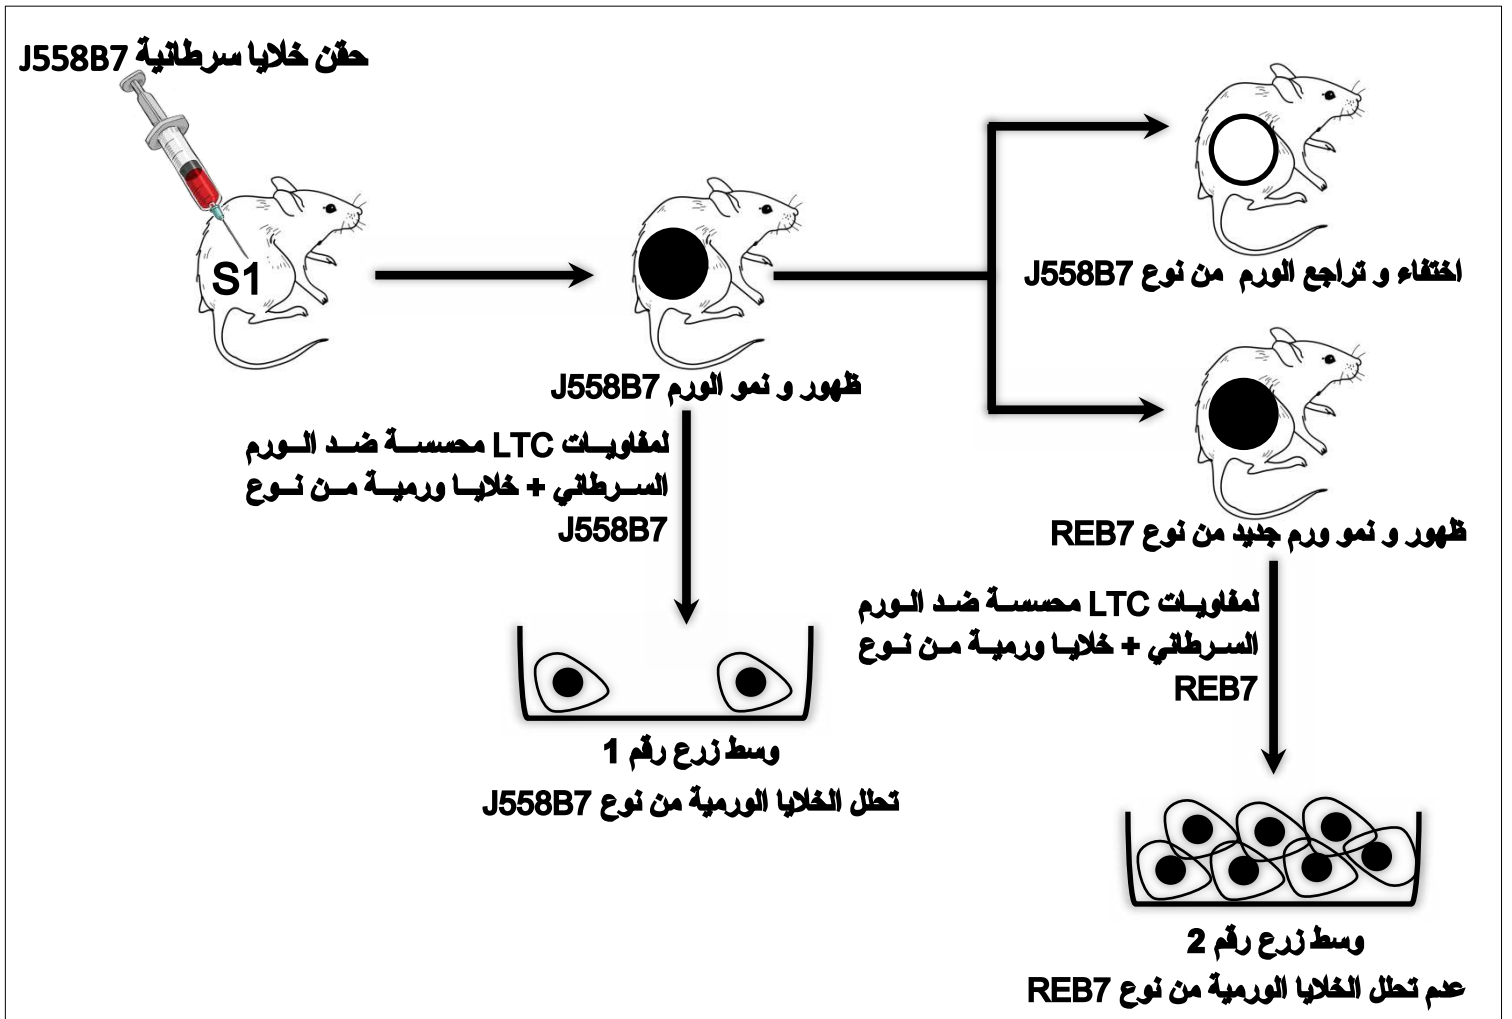 حقن خلايا سرطانية J558B7
S1
ظهور و نمو الورم J558B7
اختفاء و تراجع الورم من نوع J558B7
ظهور و نمو ورم جديد من نوع REB7
لمفاويات LTC محسسة ضد الورم
السرطاني + خلايا ورمية من نوع
J558B7
وسط زرع رقم 1
تحلل الخلايا الورمية من نوع J558B7
لمفاويات LTC محسسة ضد الورم
السرطاني + خلايا ورمية من نوع
REB7
وسط زرع رقم 2
عدم تحلل الخلايا الورمية من نوع REB7